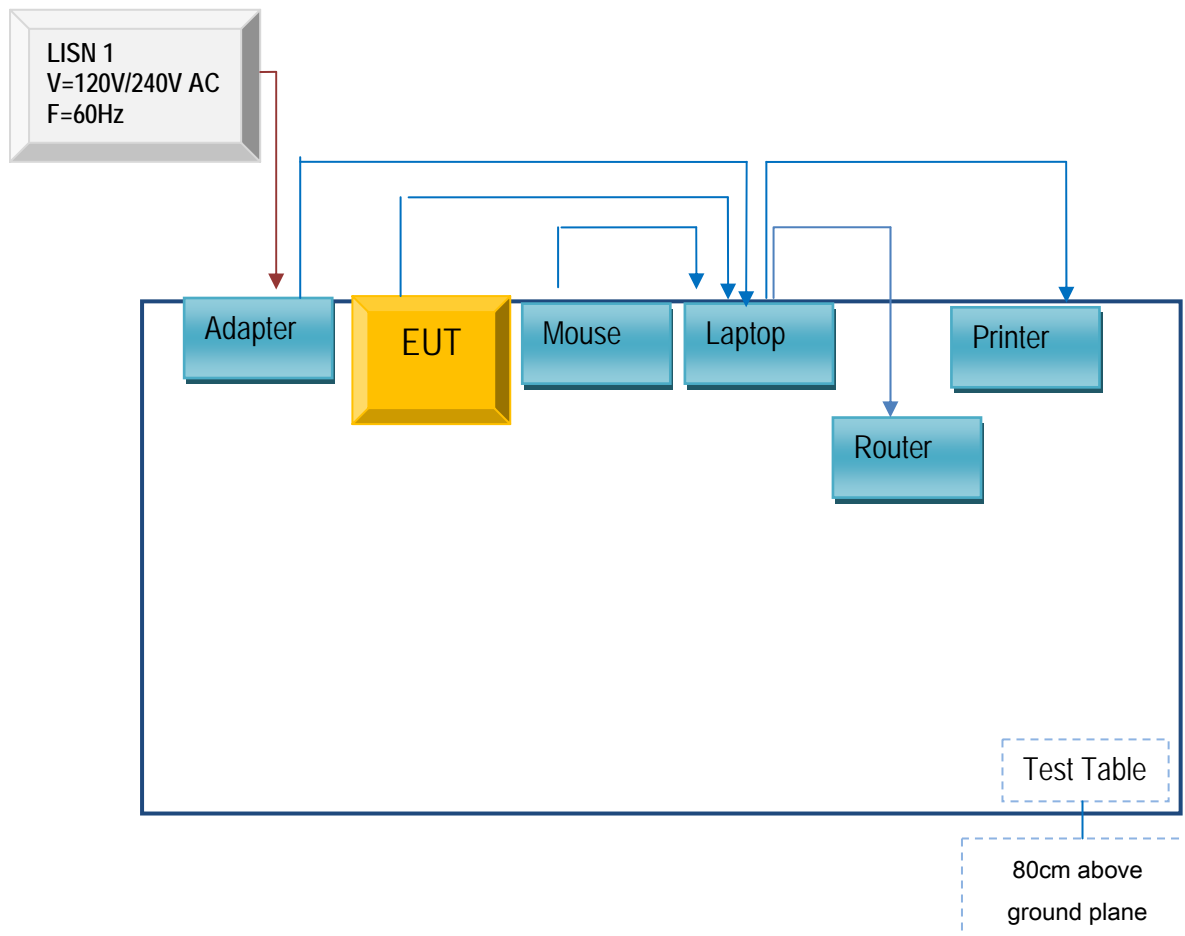 LISN 1
V=120V/240V AC
F=60Hz
Adapter
EUT
Mouse
Laptop
Printer
Router
Test Table
80cm above
ground plane